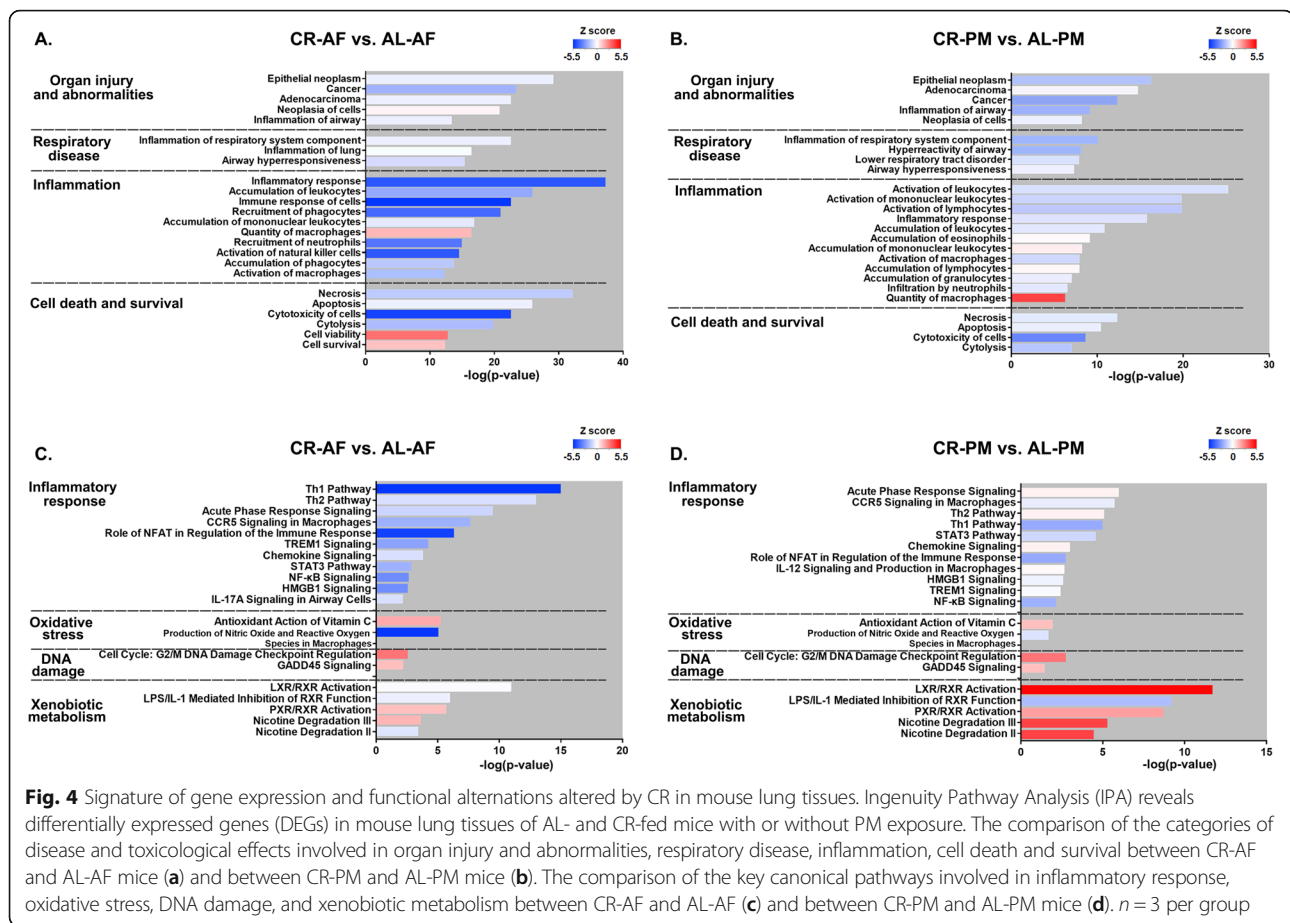 A.
CR-AF vs. AL-AF
Z score
-5.5 0 5.5
Organ injury
and abnormalities
Epithelial neoplasm
Cancer
Adenocarcinoma
Neoplasia of cells
Inflammation of airway
Respiratory
disease
Inflammation of respiratory system component
Inflammation of lung
Airway hyperresponsiveness
Inflammation
Inflammatory response
Accumulation of leukocytes
Immune response of cells
Recruitment of phagocytes
Accumulation of mononuclear leukocytes
Quantity of macrophages
Recruitment of neutrophils
Activation of natural killer cells
Accumulation of phagocytes
Activation of macrophages
Cell death and survival
Necrosis
Apoptosis
Cytotoxicity of cells
Cytolysis
Cell viability
Cell survival
0 10 20 30 40
-log(p-value)
B.
CR-PM vs. AL-PM
Z score
-5.5 0 5.5
Organ injury
and abnormalities
Epithelial neoplasm
Adenocarcinoma
Cancer
Inflammation of airway
Neoplasia of cells
Respiratory
disease
Inflammation of respiratory system component
Hyperreactivity of airway
Lower respiratory tract disorder
Airway hyperresponsiveness
Inflammation
Activation of leukocytes
Activation of mononuclear leukocytes
Activation of lymphocytes
Inflammatory response
Accumulation of leukocytes
Accumulation of eosinophils
Accumulation of mononuclear leukocytes
Activation of macrophages
Accumulation of lymphocytes
Accumulation of granulocytes
Infiltration by neutrophils
Quantity of macrophages
Cell death and survival
Necrosis
Apoptosis
Cytotoxicity of cells
Cytolysis
0 10 20 30
-log(p-value)
C.
CR-AF vs. AL-AF
Z score
-5.5 0 5.5
Inflammatory
response
Th1 Pathway
Th2 Pathway
Acute Phase Response Signaling
CCR5 Signaling in Macrophages
Role of NFAT in Regulation of the Immune Response
TREM1 Signaling
Chemokine Signaling
STAT3 Pathway
NF-κB Signaling
HMGB1 Signaling
IL-17A Signaling in Airway Cells
Oxidative
stress
Antioxidant Action of Vitamin C
Production of Nitric Oxide and Reactive Oxygen
Species in Macrophages
DNA
damage
Cell Cycle: G2/M DNA Damage Checkpoint Regulation
GADD45 Signaling
Xenobiotic
metabolism
LXR/RXR Activation
LPS/IL-1 Mediated Inhibition of RXR Function
PXR/RXR Activation
Nicotine Degradation III
Nicotine Degradation II
0 5 10 15 20
-log(p-value)
D.
CR-PM vs. AL-PM
Z score
-5.5 0 5.5
Inflammatory
response
Acute Phase Response Signaling
CCR5 Signaling in Macrophages
Th2 Pathway
Th1 Pathway
STAT3 Pathway
Chemokine Signaling
Role of NFAT in Regulation of the Immune Response
IL-12 Signaling and Production in Macrophages
HMGB1 Signaling
TREM1 Signaling
NF-κB Signaling
Oxidative
stress
Antioxidant Action of Vitamin C
Production of Nitric Oxide and Reactive Oxygen
Species in Macrophages
DNA
damage
Cell Cycle: G2/M DNA Damage Checkpoint Regulation
GADD45 Signaling
Xenobiotic
metabolism
LXR/RXR Activation
LPS/IL-1 Mediated Inhibition of RXR Function
PXR/RXR Activation
Nicotine Degradation III
Nicotine Degradation II
0 5 10 15
-log(p-value)
Fig. 4 Signature of gene expression and functional alternations altered by CR in mouse lung tissues. Ingenuity Pathway Analysis (IPA) reveals
differentially expressed genes (DEGs) in mouse lung tissues of AL- and CR-fed mice with or without PM exposure. The comparison of the categories of
disease and toxicological effects involved in organ injury and abnormalities, respiratory disease, inflammation, cell death and survival between CR-AF
and AL-AF mice (a) and between CR-PM and AL-PM mice (b). The comparison of the key canonical pathways involved in inflammatory response,
oxidative stress, DNA damage, and xenobiotic metabolism between CR-AF and AL-AF (c) and between CR-PM and AL-PM mice (d). n = 3 per group